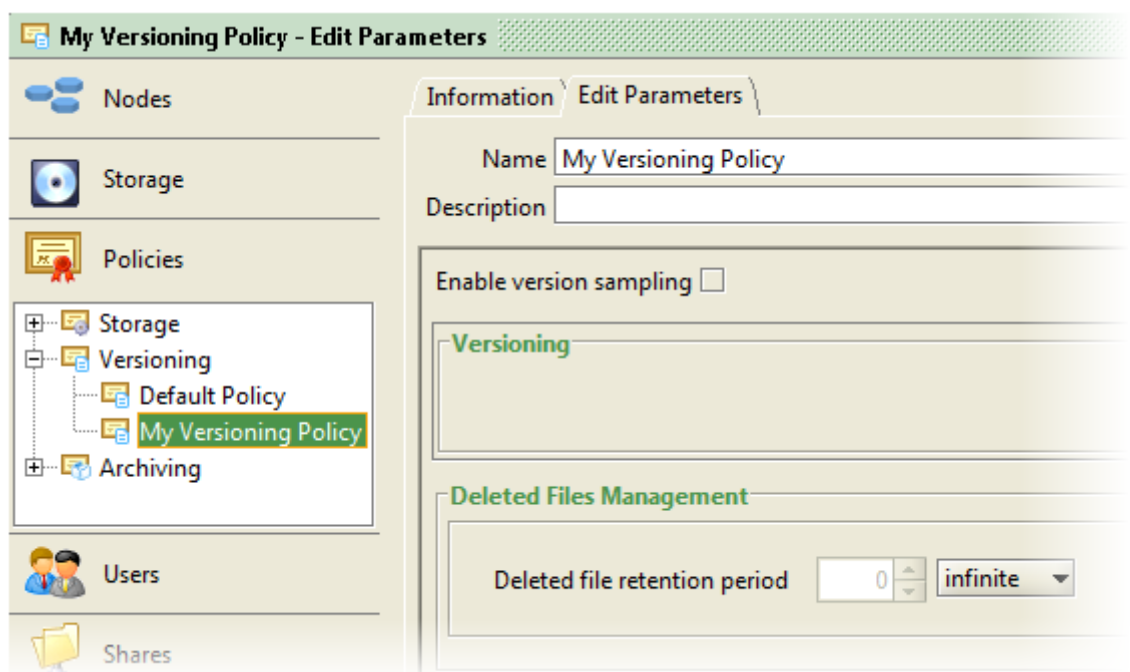 My Versioning Policy - Edit Parameters
Nodes
Storage
Policies
Storage
Versioning
Default Policy
My Versioning Policy
Archiving
Users
Shares
Information
Edit Parameters
Name My Versioning Policy
Description
Enable version sampling
Versioning
Deleted Files Management
Deleted file retention period 0 infinite